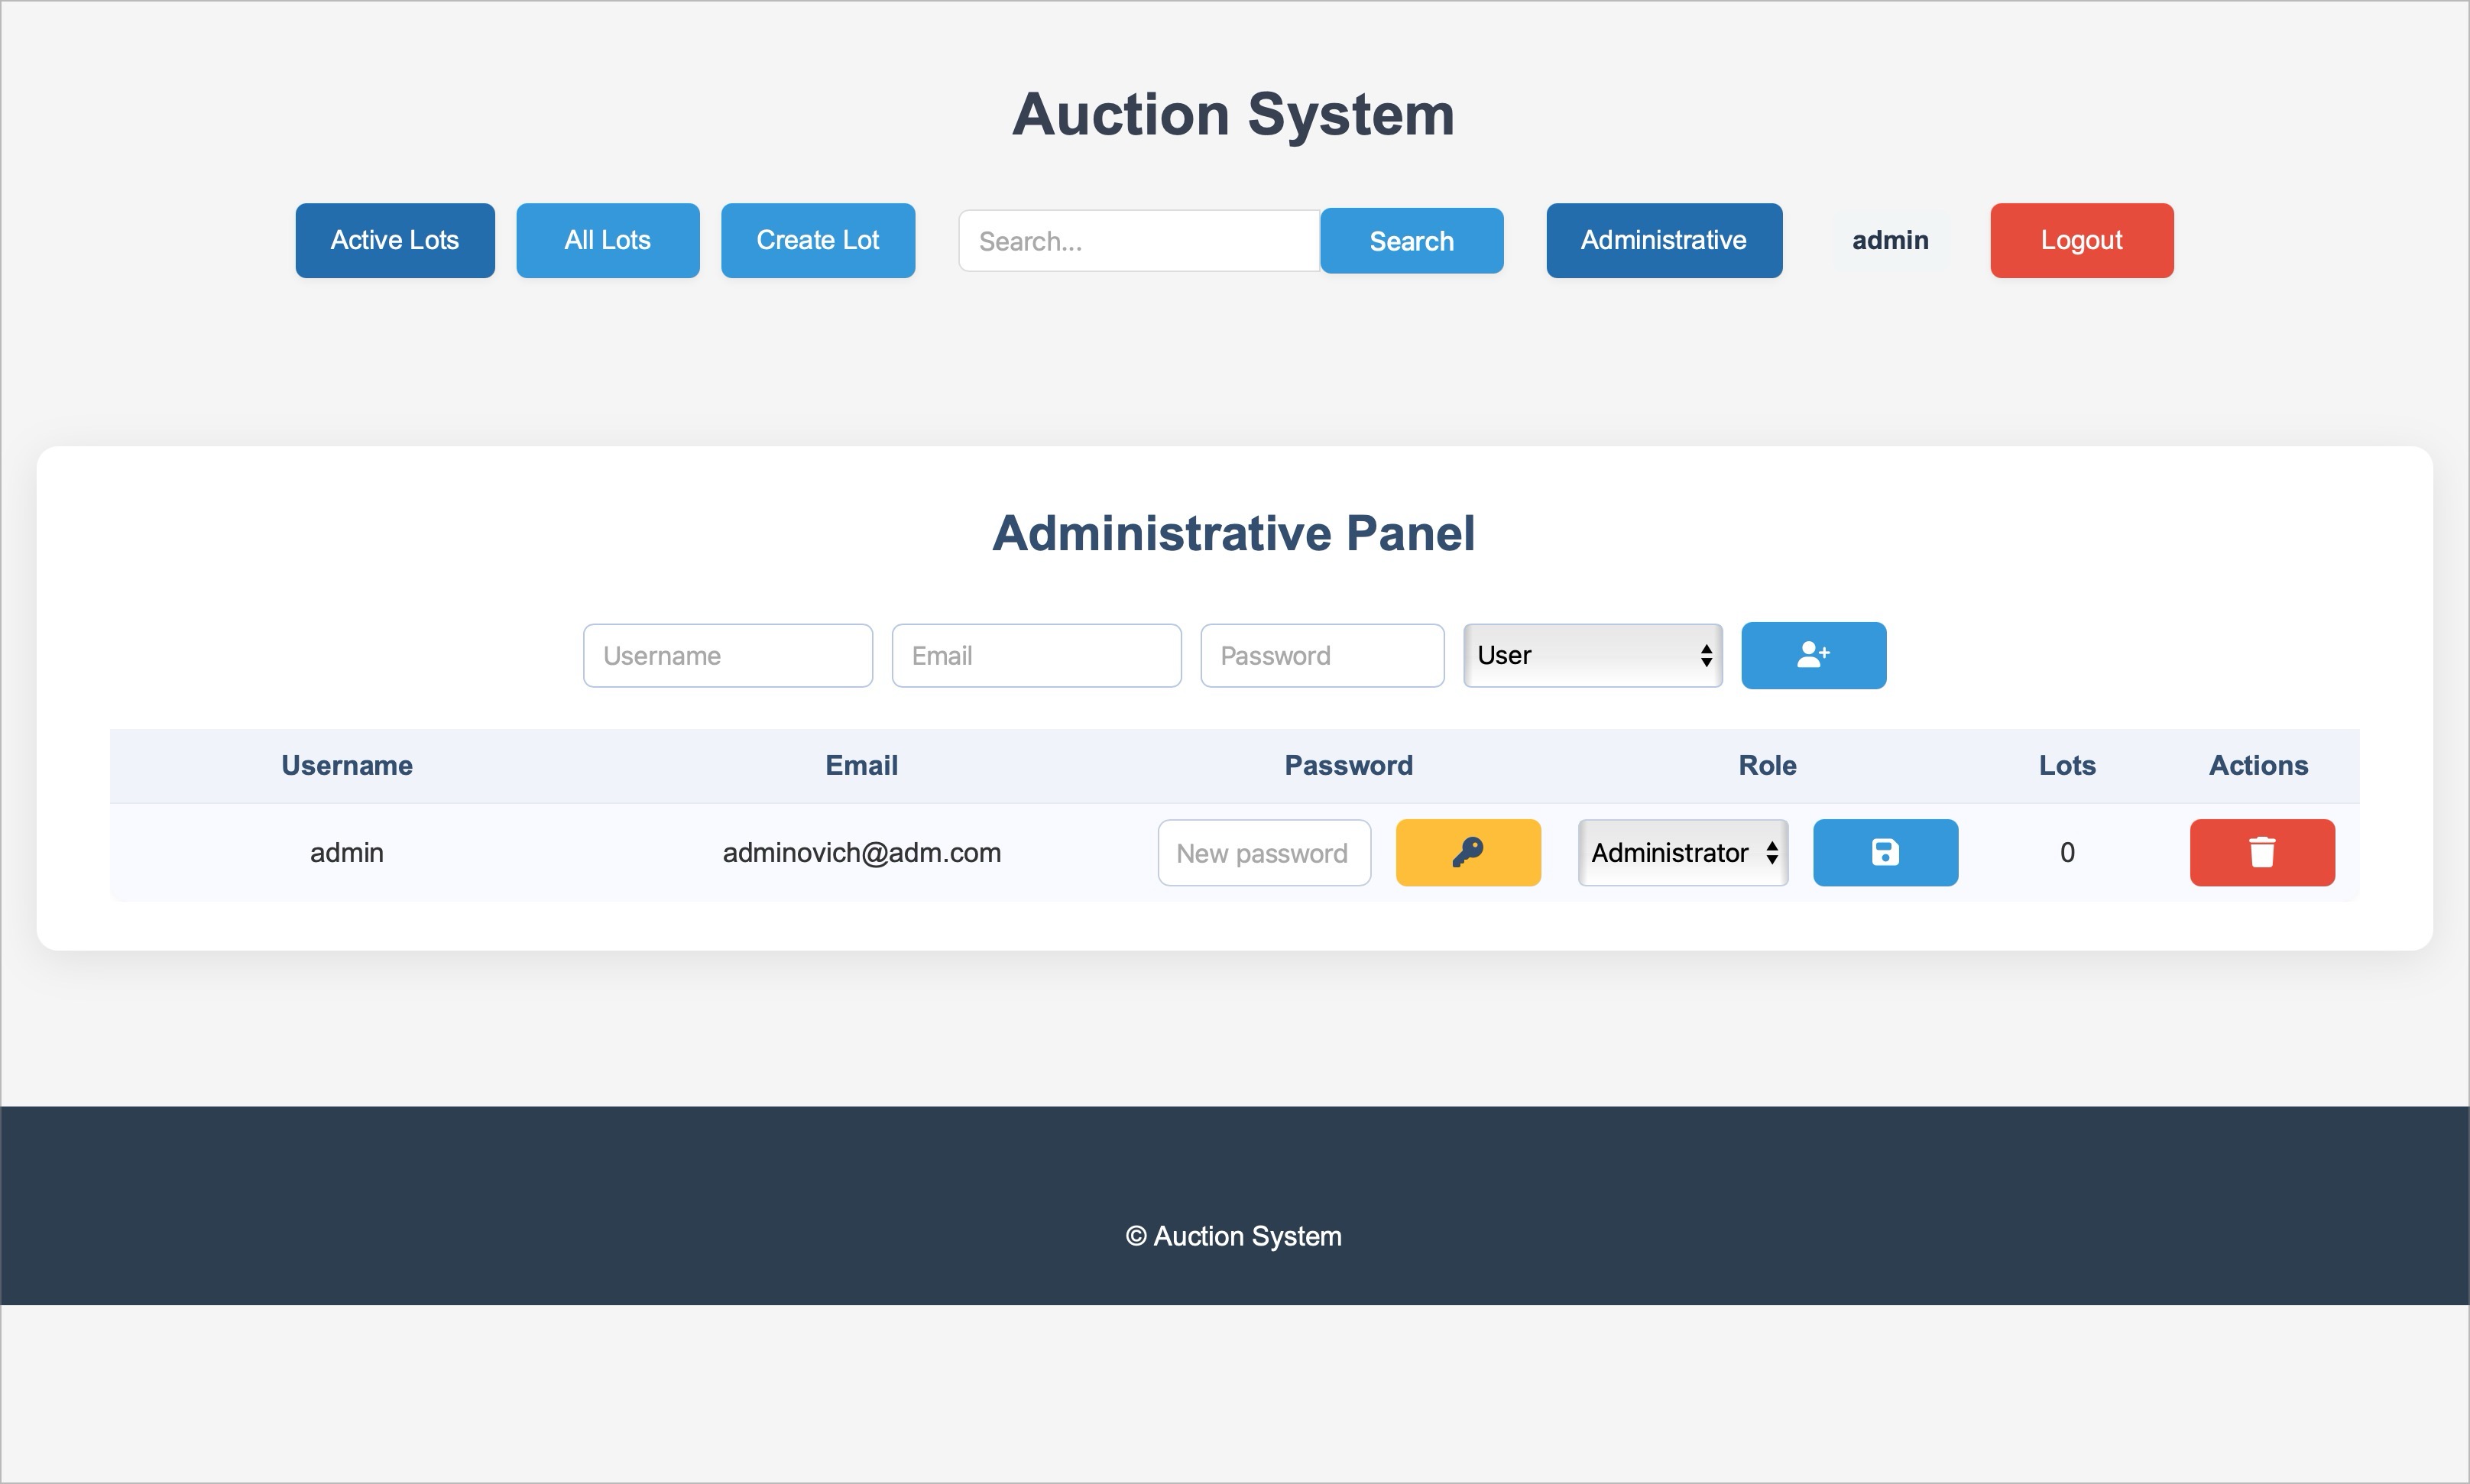 Auction System
Active Lots All Lots Create Lot Search... Search Administrative admin Logout
Administrative Panel
Username Email Password User
Username Email Password Role Lots Actions
admin adminovich@adm.com New password Administrator 0
© Auction System